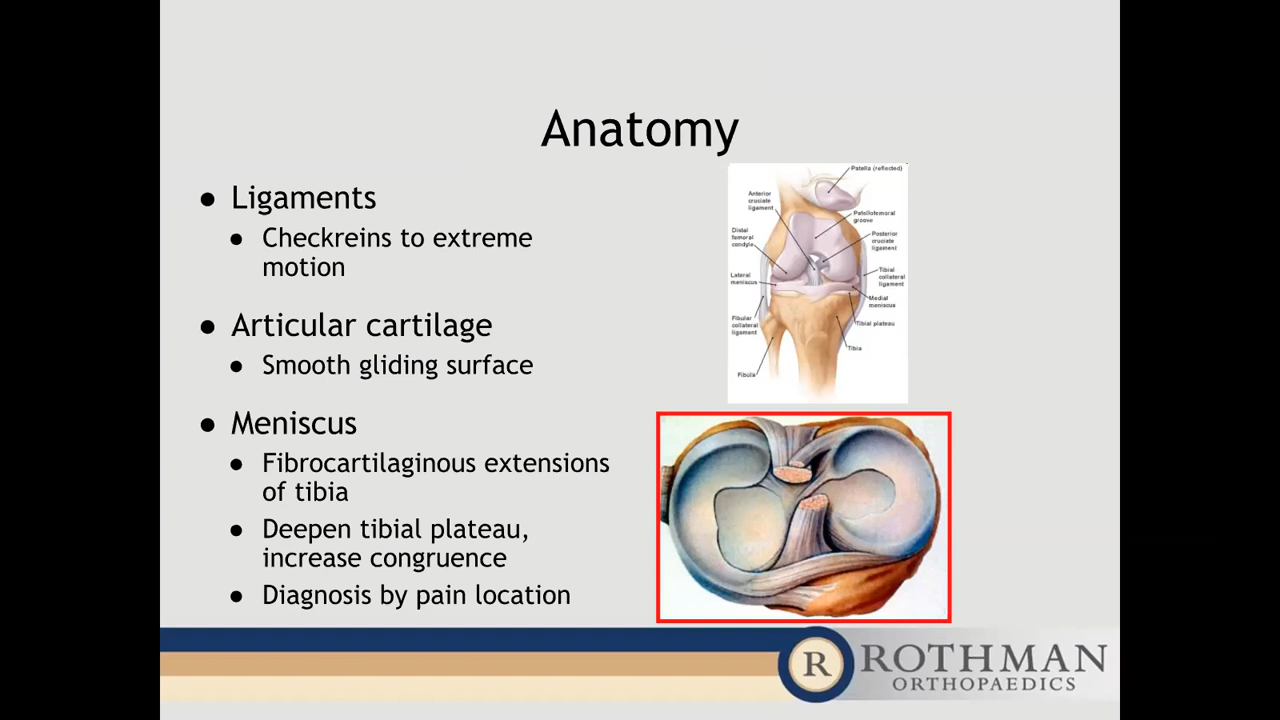 Anatomy
● Ligaments
● Checkreins to extreme
motion
● Articular cartilage
● Smooth gliding surface
● Meniscus
● Fibrocartilaginous extensions
of tibia
● Deepen tibial plateau,
increase congruence
● Diagnosis by pain location
Patella (reflected)
Anterior
cruciate
ligament
Patellofemoral
groove
Distal
femoral
condyle
Posterior
cruciate
ligament
Lateral
meniscus
Tibial
collateral
ligament
Medial
meniscus
Fibular
collateral
ligament
Tibial plateau
Tibia
Fibula
R
ROTHMAN
ORTHOPAEDICS